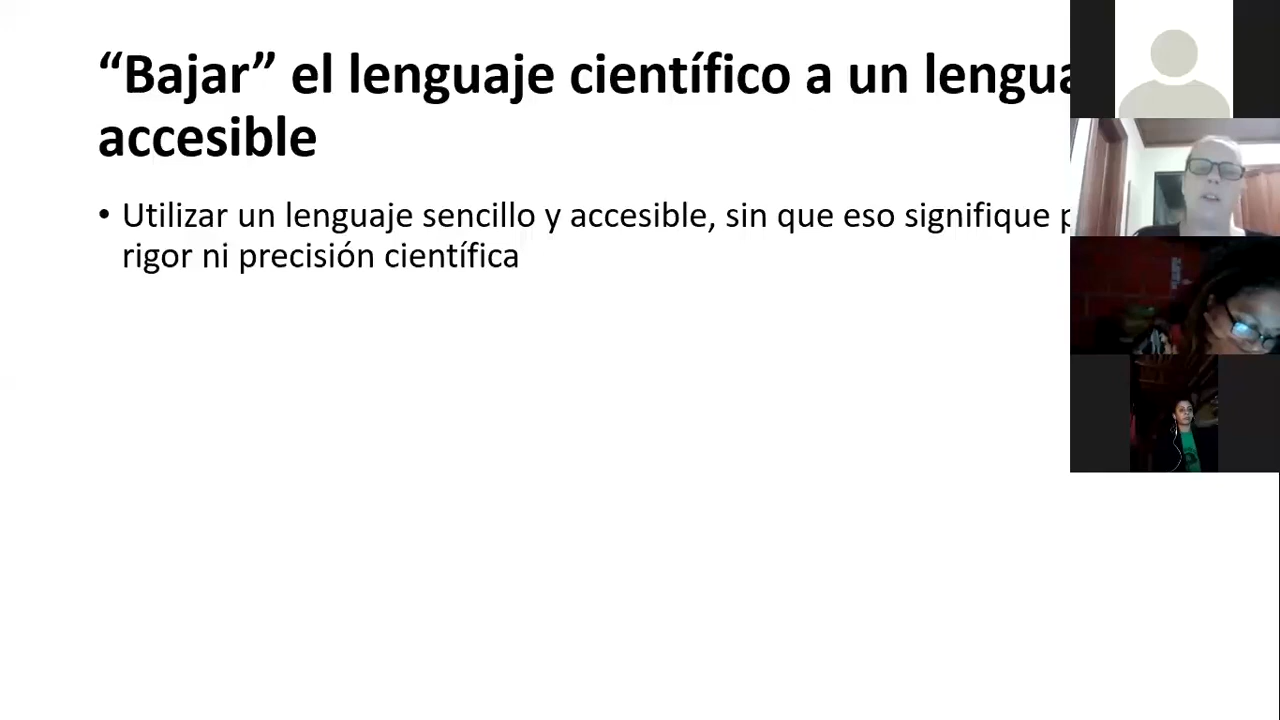 “Bajar” el lenguaje científico a un
accesible
• Utilizar un lenguaje sencillo y accesible, sin que eso signifique
rigor ni precisión científica